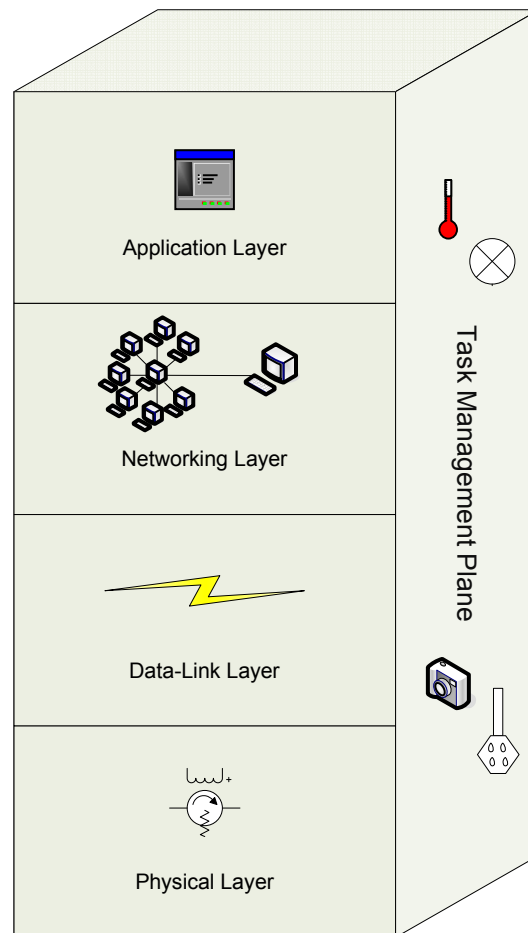 Application Layer
Networking Layer
Data-Link Layer
Physical Layer
Task Management Plane